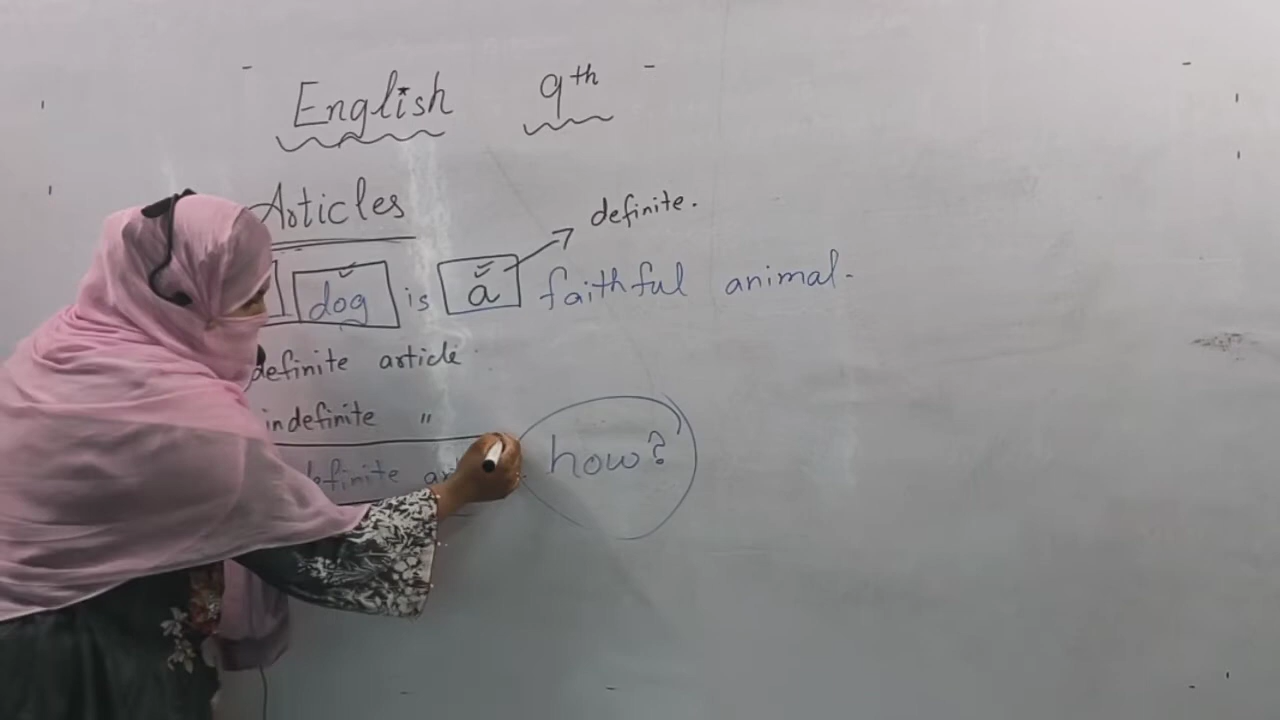 English 9th
Articles
definite.
dog is a faithful animal.
definite article
indefinite "
how?